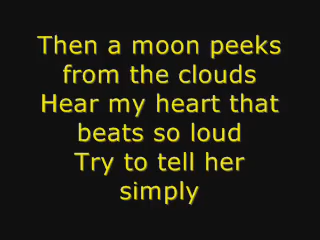 Then a moon peeks
from the clouds
Hear my heart that
beats so loud
Try to tell her
simply